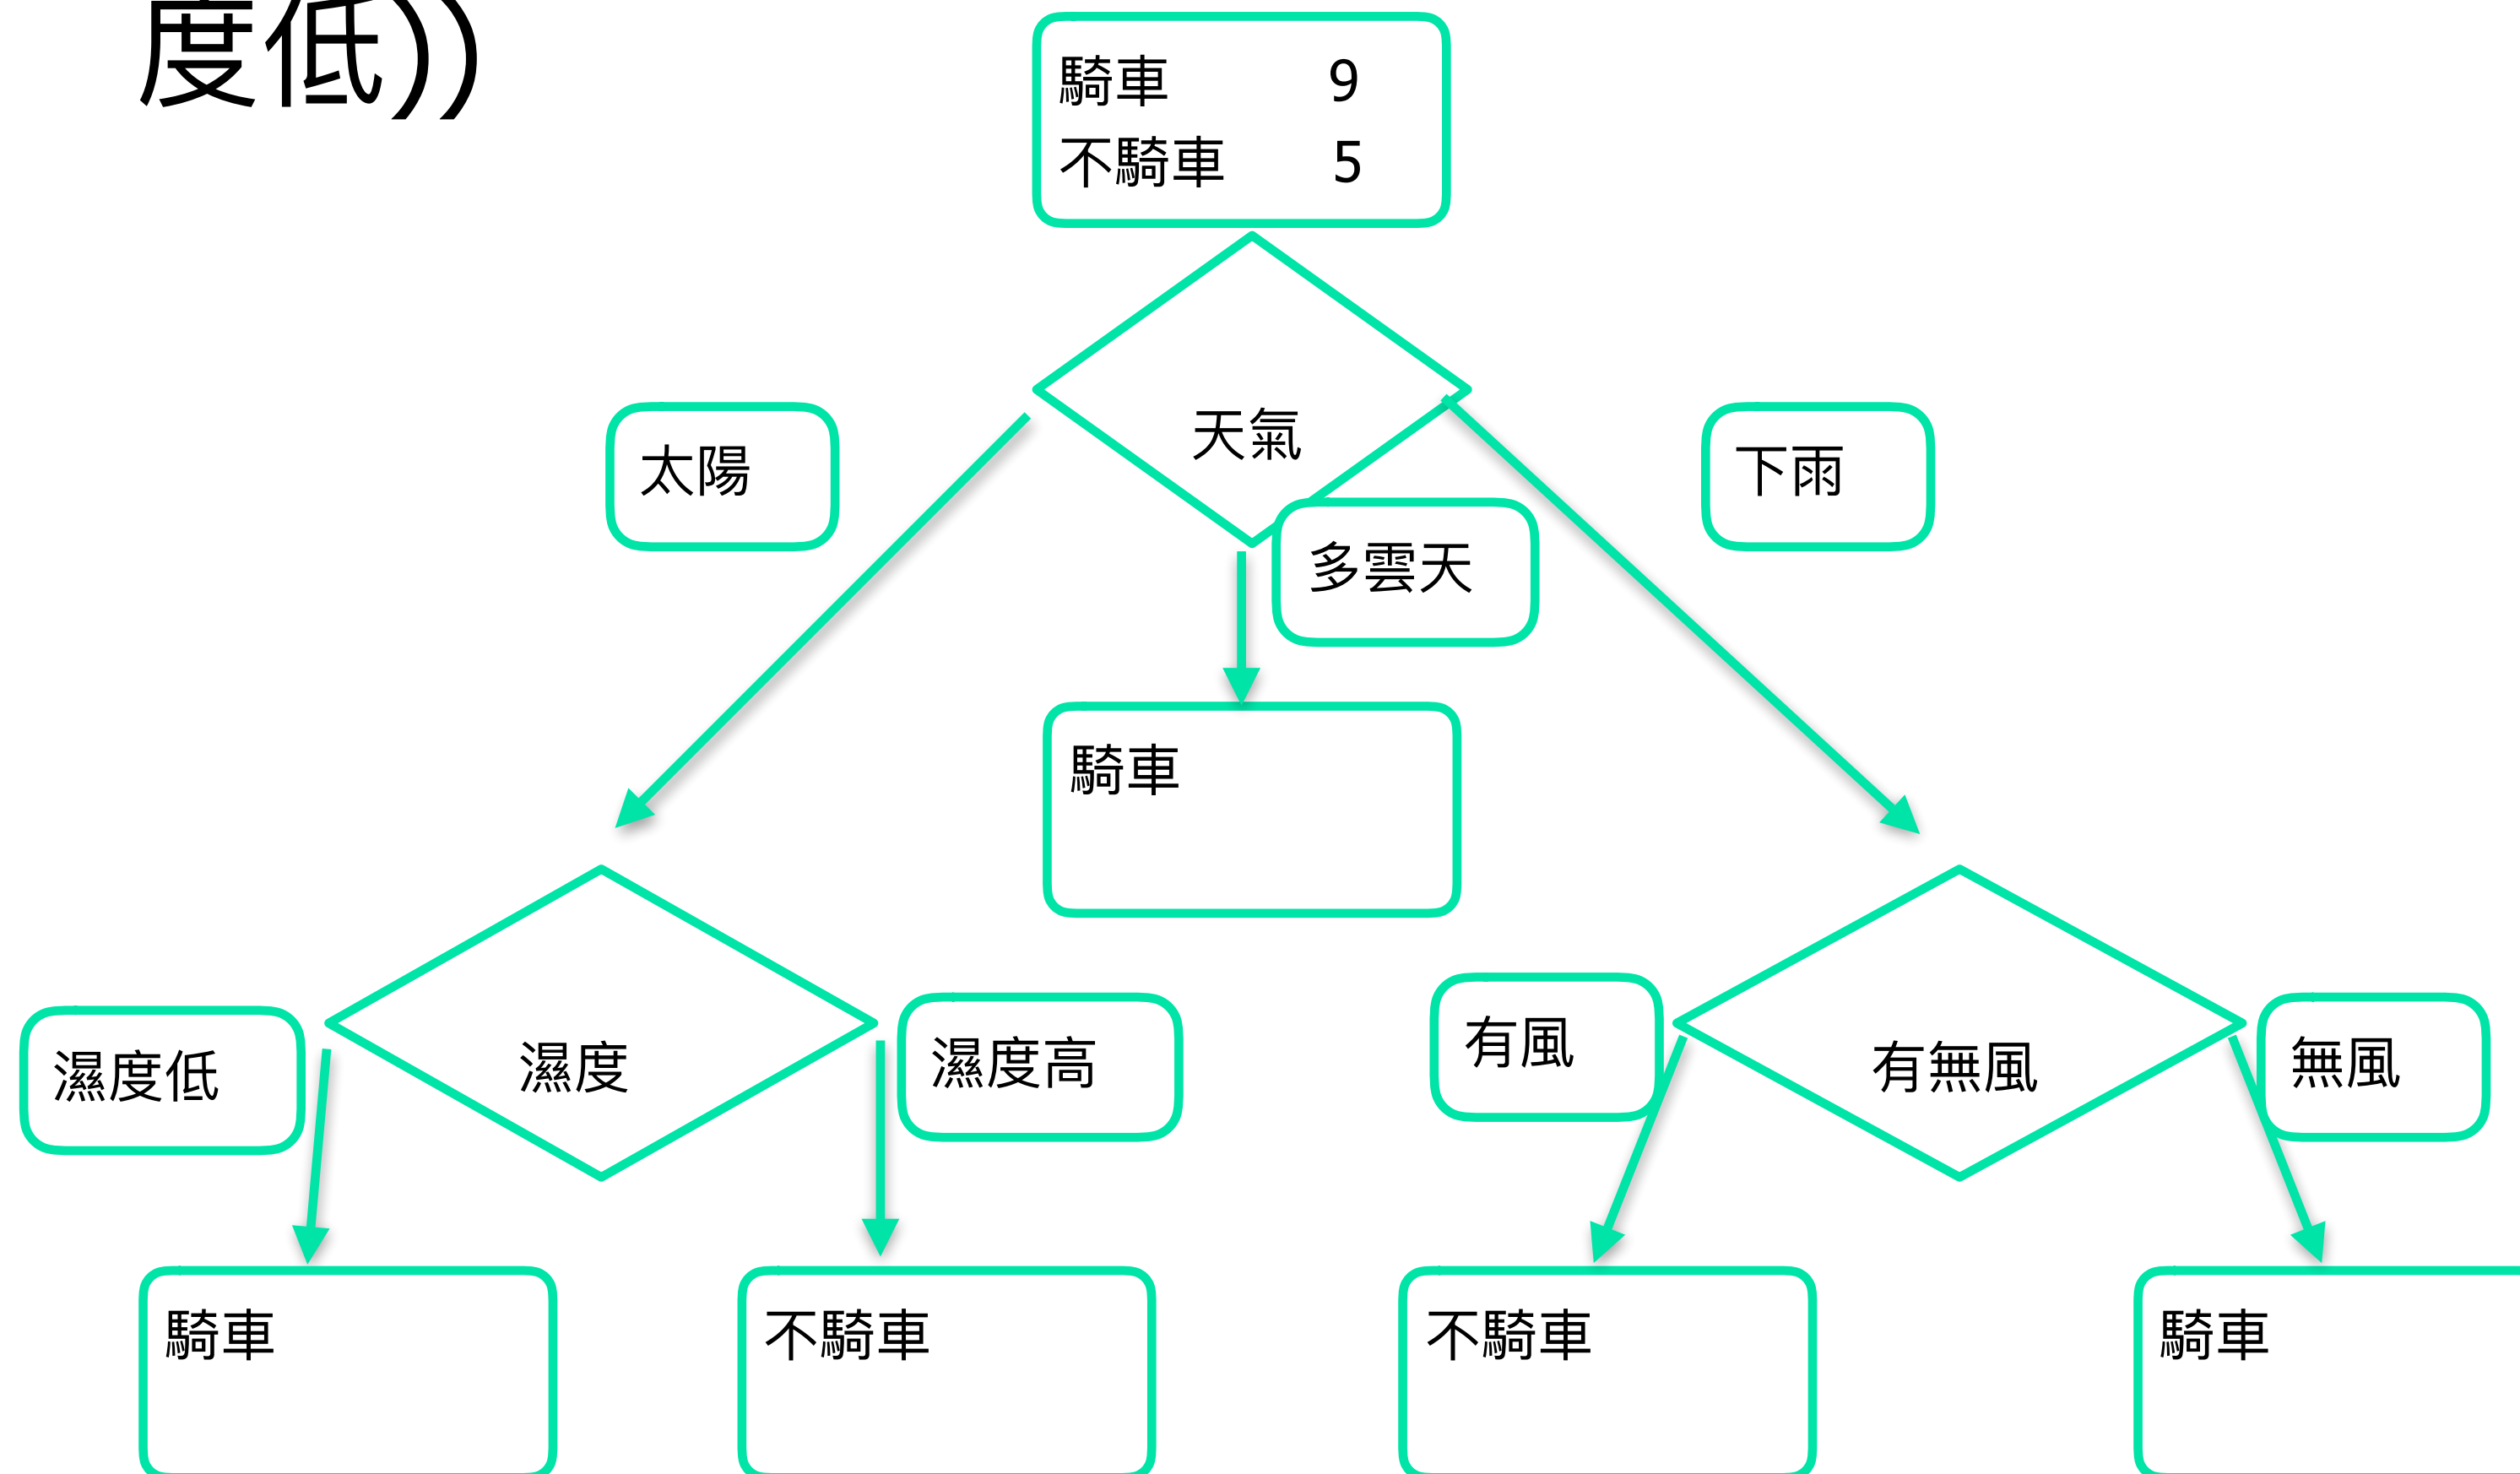 度低))
騎車 9
不騎車 5
天氣
太陽
下雨
多雲天
騎車
濕度低
濕度
濕度高
有風
有無風
無風
騎車
不騎車
不騎車
騎車